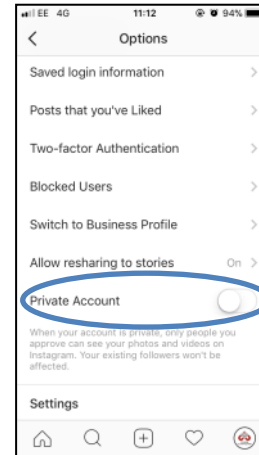 EE 4G 11:12 94%
Options
Saved login information
Posts that you've Liked
Two-factor Authentication
Blocked Users
Switch to Business Profile
Allow resharing to stories On
Private Account
When your account is private, only people you
approve can see your photos and videos on
Instagram. Your existing followers won't be
affected.
Settings